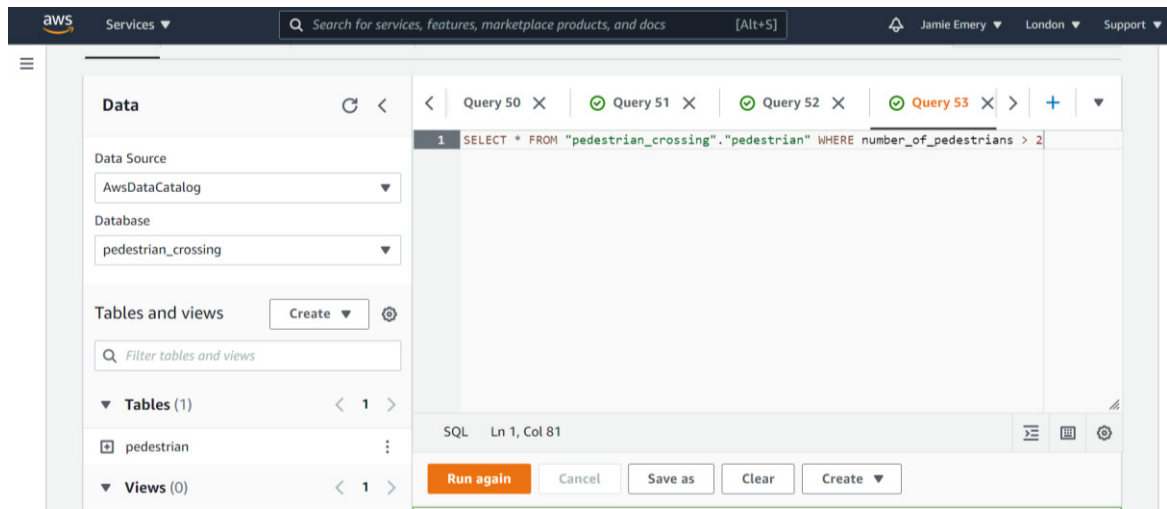 aws Services Search for services, features, marketplace products, and docs [Alt+S] Jamie Emery London Support
Data
Data Source
AwsDataCatalog
Database
pedestrian_crossing
Tables and views Create
Filter tables and views
Tables (1) 1
pedestrian
Views (0) 1
Query 50 Query 51 Query 52 Query 53
1 SELECT * FROM "pedestrian_crossing"."pedestrian" WHERE number_of_pedestrians > 2
SQL Ln 1, Col 81
Run again Cancel Save as Clear Create